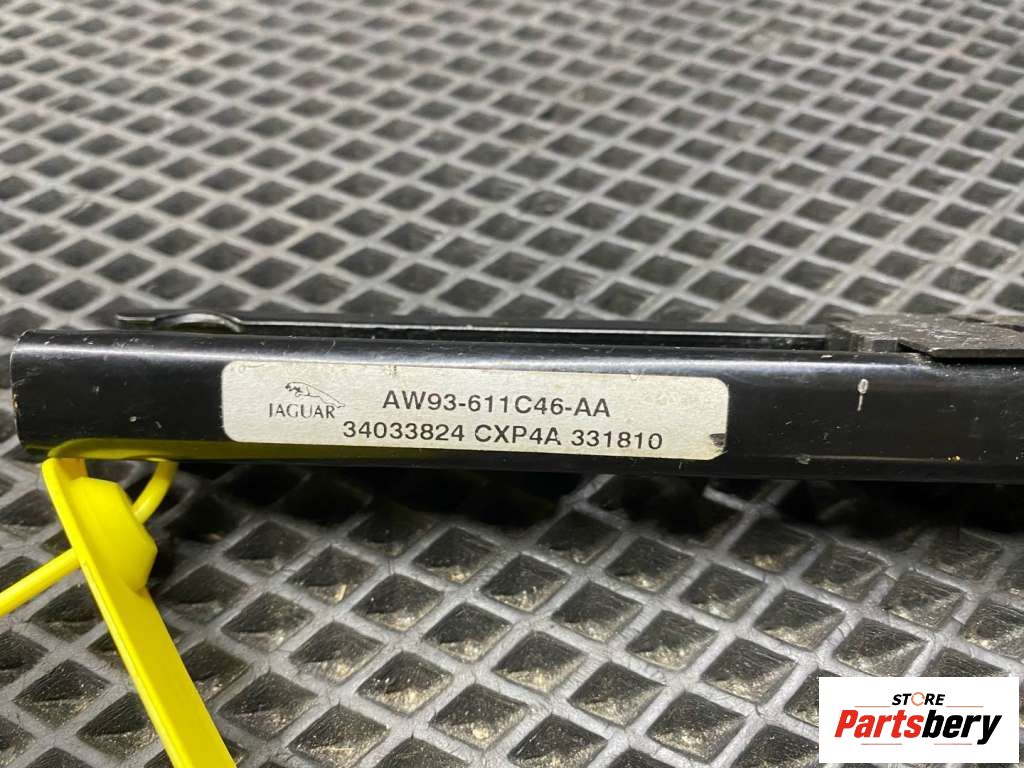 JAGUAR
AW93-611C46-AA
34033824 CXP4A 331810
STORE
Partsbery